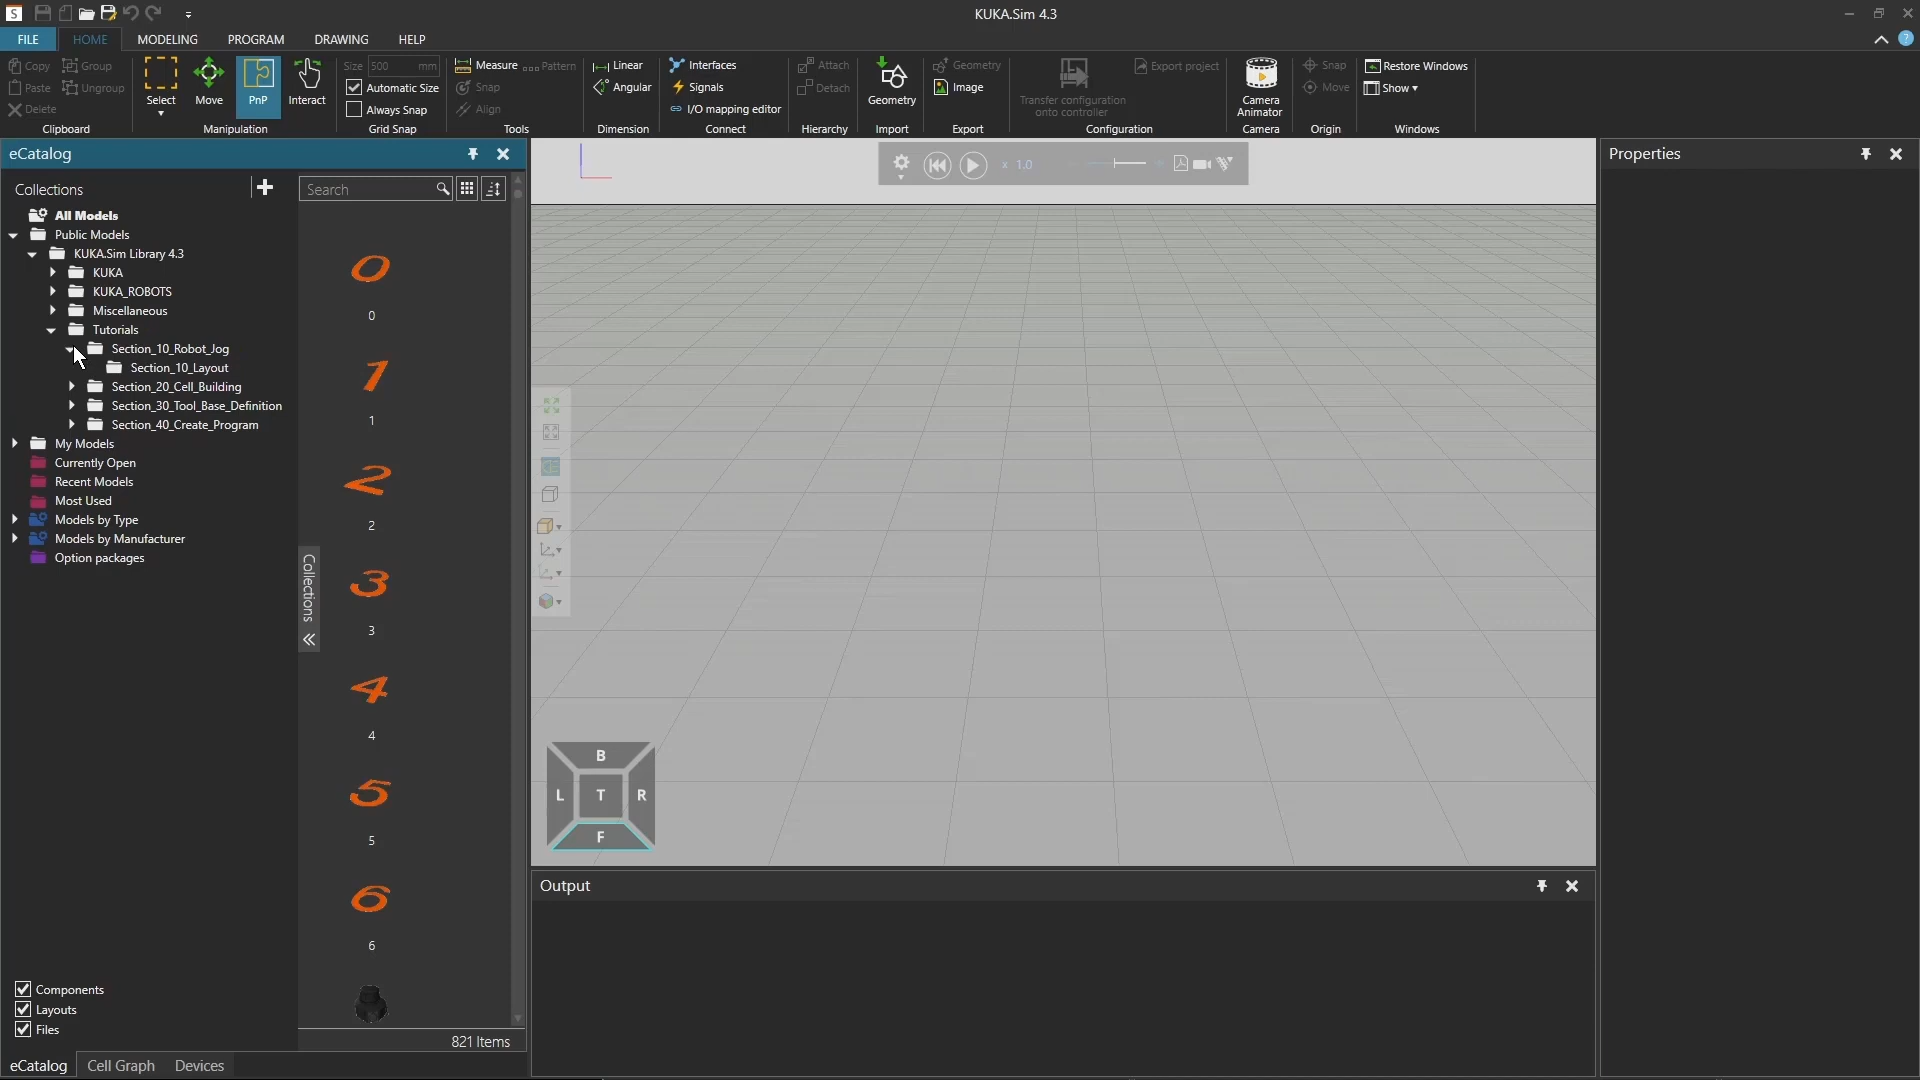 S
KUKA.Sim 4.3
FILE
HOME
MODELING
PROGRAM
DRAWING
HELP
?
Copy
Group
Paste
Ungroup
Delete
Clipboard
Select
Move
PnP
Interact
Manipulation
Size 500 mm
Automatic Size
Always Snap
Grid Snap
Measure
Pattern
Snap
Align
Tools
Linear
Angular
Dimension
Interfaces
Signals
I/O mapping editor
Connect
Attach
Detach
Hierarchy
Geometry
Import
Geometry
Image
Export
Transfer configuration
onto controller
Export project
Configuration
Camera
Animator
Camera
Snap
Move
Origin
Restore Windows
Show
Windows
eCatalog
Collections
All Models
Public Models
KUKA.Sim Library 4.3
KUKA
KUKA_ROBOTS
Miscellaneous
Tutorials
Section_10_Robot_Jog
Section_10_Layout
Section_20_Cell_Building
Section_30_Tool_Base_Definition
Section_40_Create_Program
My Models
Currently Open
Recent Models
Most Used
Models by Type
Models by Manufacturer
Option packages
Components
Layouts
Files
eCatalog
Cell Graph
Devices
Search
0
0
1
1
2
2
3
3
4
4
5
5
6
6
821 Items
Collections
x 1.0
B
L
T
R
F
Output
Properties